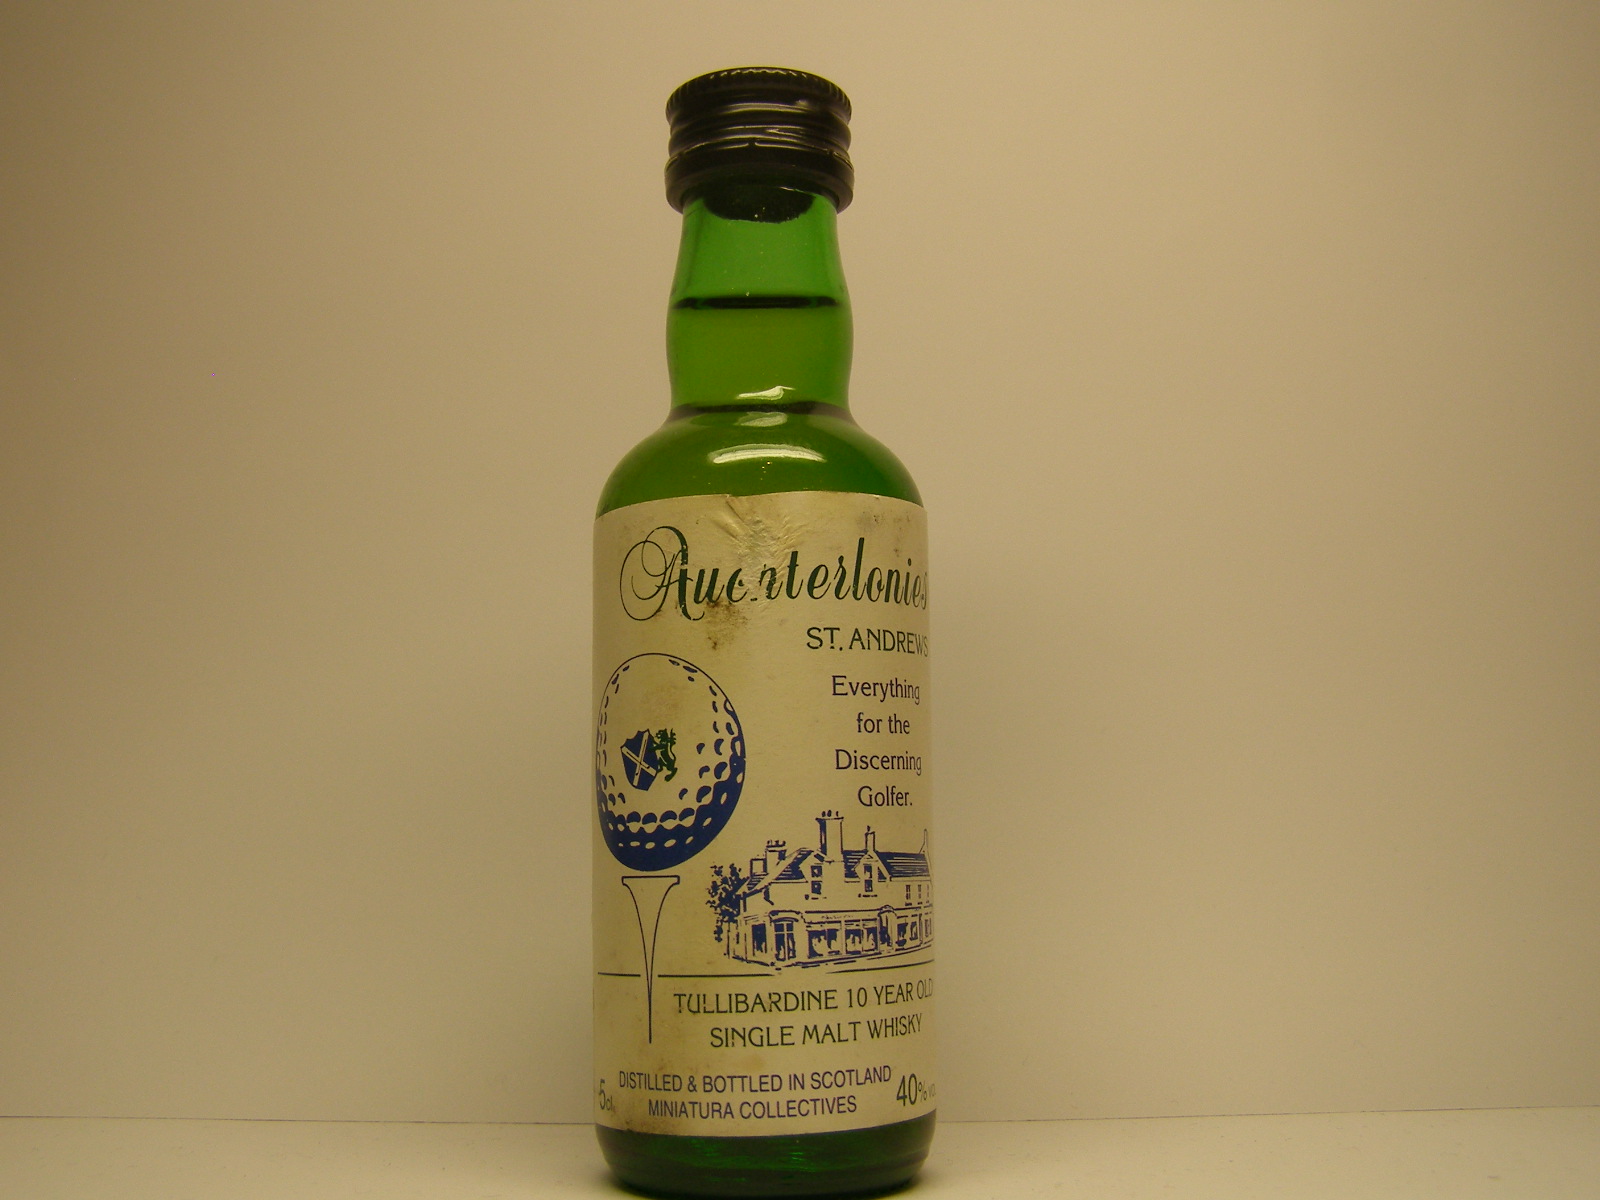 Auchterlonies
ST. ANDREWS
Everything
for the
Discerning
Golfer.
TULLIBARDINE 10 YEAR OLD
SINGLE MALT WHISKY
DISTILLED & BOTTLED IN SCOTLAND
5cl. MINIATURA COLLECTIVES 40% VOL